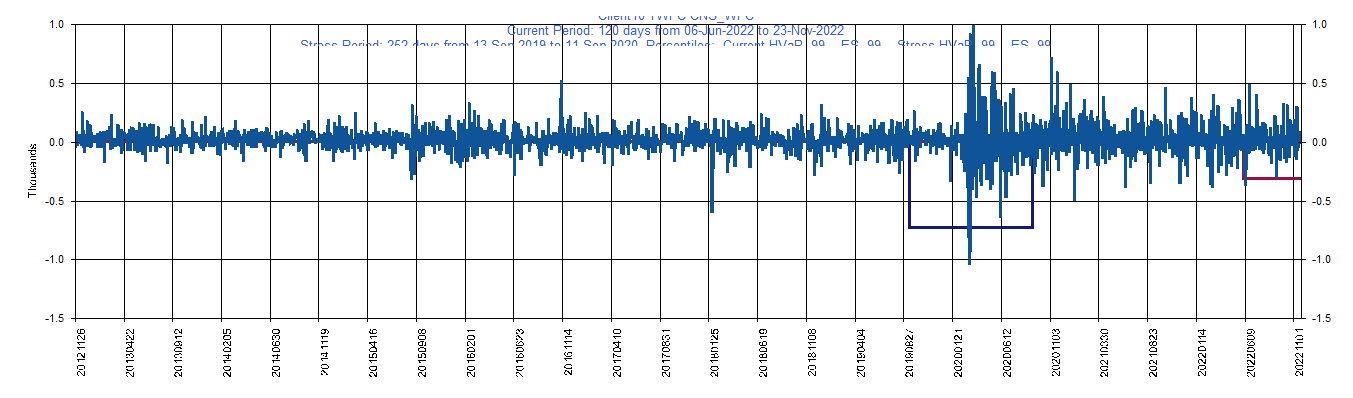 Client10 TWFC CNS_WFC
Current Period: 120 days from 06-Jun-2022 to 23-Nov-2022
Stress Period: 252 days from 13-Sep-2019 to 11-Sep-2020 Percentiles: Current HVaR 99 ES 99 Stress HVaR 99 ES 99
1.0 1.0
0.5 0.5
0.0 0.0
-0.5 -0.5
-1.0 -1.0
-1.5 -1.5
Thousands
20121126 20130422 20130912 20140205 20140630 20141119 20150416 20150908 20160201 20160623 20161114 20170410 20170831 20180125 20180619 20181108 20190404 20190827 20200121 20200612 20201103 20210330 20210823 20220114 20220609 20221101